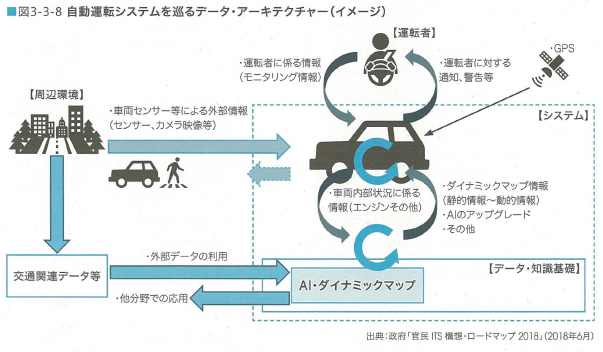 ■図3-3-8 自動運転システムを巡るデータ・アーキテクチャー(イメージ)
【運転者】
・運転者に係る情報
(モニタリング情報)
・運転者に対する
通知、警告等
・GPS
【周辺環境】
・車両センサー等による外部情報
(センサー、カメラ映像等)
【システム】
・車両内部状況に係る
情報(エンジンその他)
・ダイナミックマップ情報
(静的情報〜動的情報)
・AIのアップグレード
・その他
・外部データの利用
【データ・知識基礎】
交通関連データ等
AI・ダイナミックマップ
・他分野での応用
出典:政府「官民 ITS 構想・ロードマップ 2018」(2018年6月)